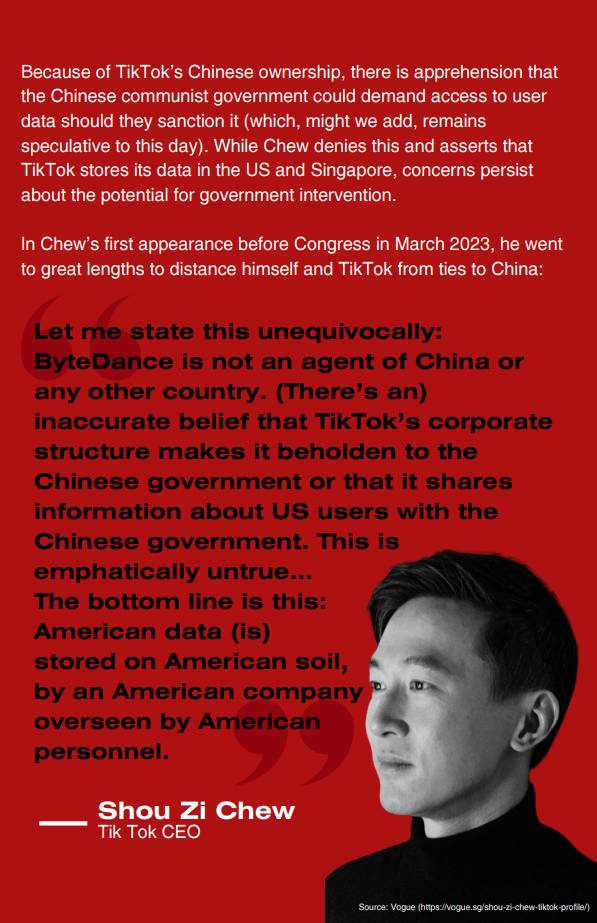 Because of TikTok's Chinese ownership, there is apprehension that
the Chinese communist government could demand access to user
data should they sanction it (which, might we add, remains
speculative to this day). While Chew denies this and asserts that
TikTok stores its data in the US and Singapore, concerns persist
about the potential for government intervention.
In Chew's first appearance before Congress in March 2023, he went
to great lengths to distance himself and TikTok from ties to China:
Let me state this unequivocally:
ByteDance is not an agent of China or
any other country. (There's an)
inaccurate belief that TikTok's corporate
structure makes it beholden to the
Chinese government or that it shares
information about US users with the
Chinese government. This is
emphatically untrue...
The bottom line is this:
American data (is)
stored on American soil,
by an American company
overseen by American
personnel.
Shou Zi Chew
Tik Tok CEO
Source: Vogue (https://vogue.sg/shou-zi-chew-tiktok-profile/)